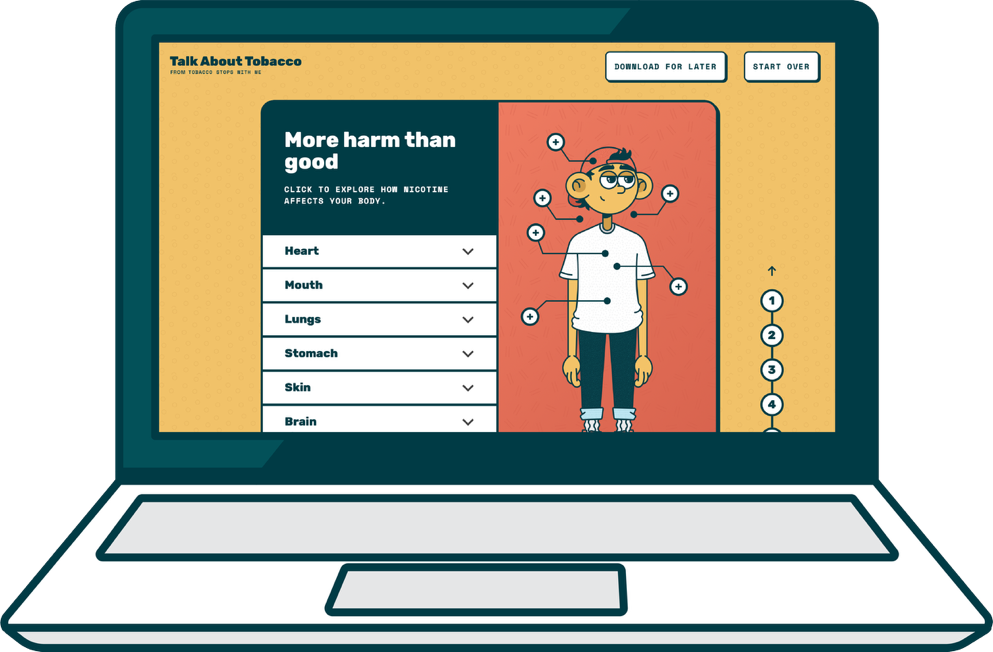 Talk About Tobacco
FROM TOBACCO STOPS WITH ME
DOWNLOAD FOR LATER
START OVER
More harm than
good
CLICK TO EXPLORE HOW NICOTINE
AFFECTS YOUR BODY.
Heart
Mouth
Lungs
Stomach
Skin
Brain
1
2
3
4